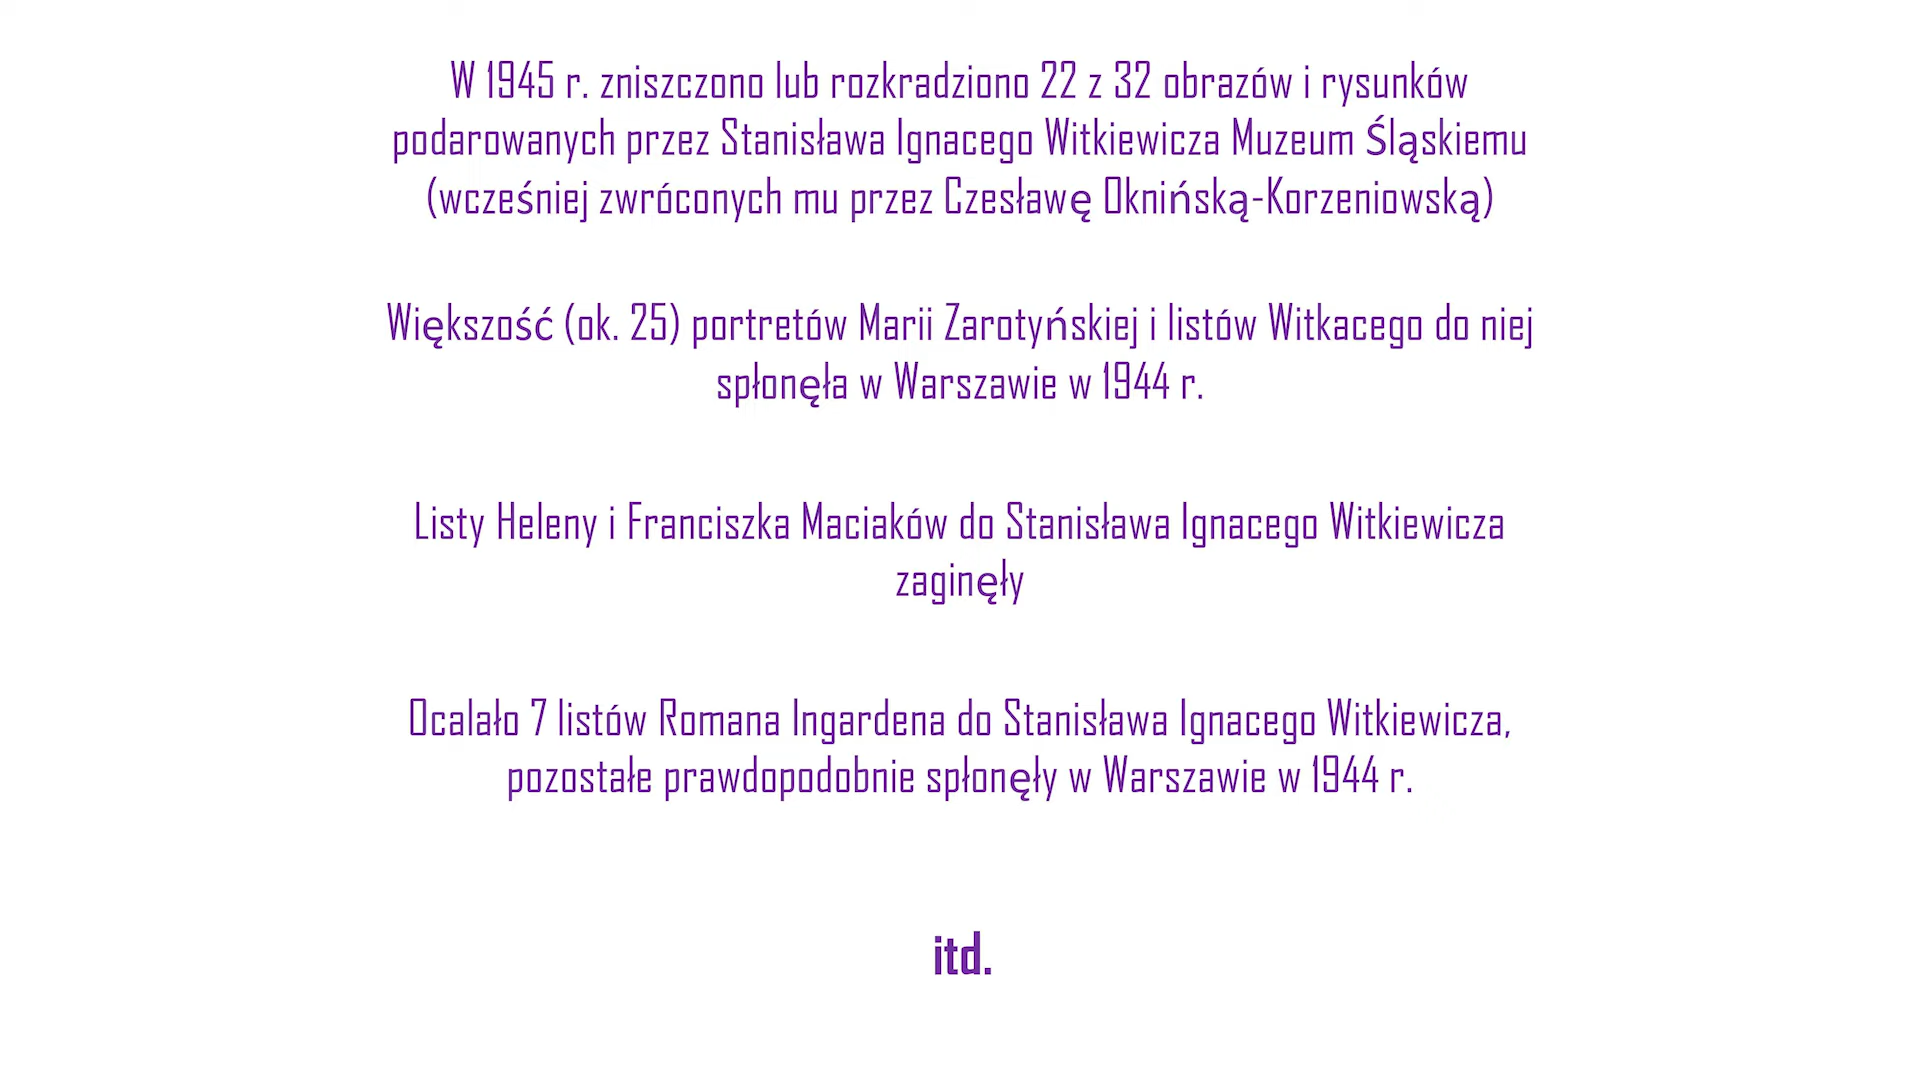 W 1945 r. zniszczono lub rozkradziono 22 z 32 obrazów i rysunków
podarowanych przez Stanisława Ignacego Witkiewicza Muzeum Śląskiemu
(wcześniej zwróconych mu przez Czesławę Oknińską-Korzeniowską)
Większość (ok. 25) portretów Marii Zarotyńskiej i listów Witkacego do niej
spłonęła w Warszawie w 1944 r.
Listy Heleny i Franciszka Maciaków do Stanisława Ignacego Witkiewicza
zaginęły
Ocalało 7 listów Romana Ingardena do Stanisława Ignacego Witkiewicza,
pozostałe prawdopodobnie spłonęły w Warszawie w 1944 r.
itd.